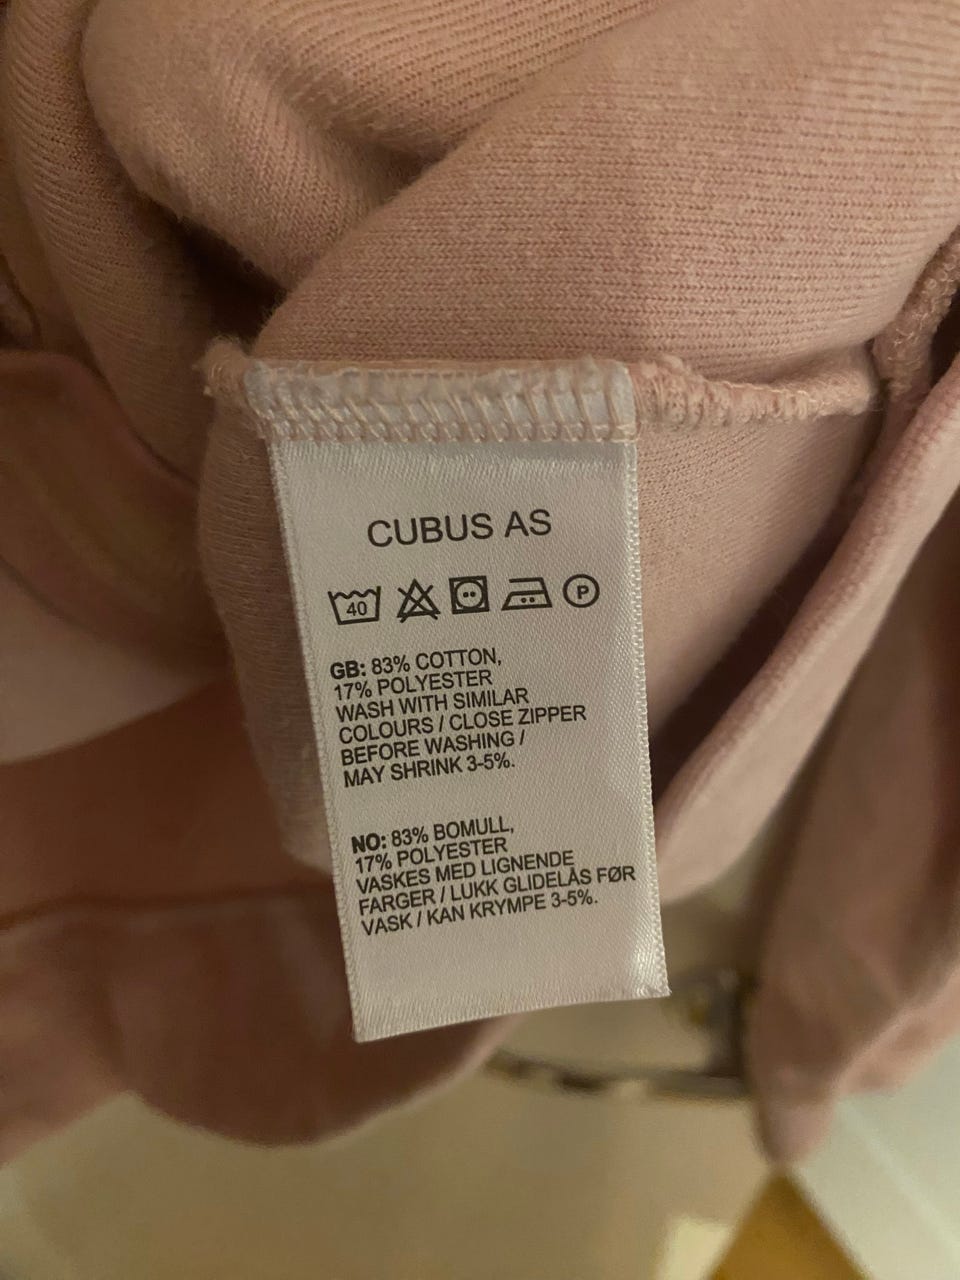 CUBUS AS
40 P
GB: 83% COTTON,
17% POLYESTER
WASH WITH SIMILAR
COLOURS / CLOSE ZIPPER
BEFORE WASHING /
MAY SHRINK 3-5%.
NO: 83% BOMULL,
17% POLYESTER
VASKES MED LIGNENDE
FARGER / LUKK GLIDELÅS FØR
VASK / KAN KRYMPE 3-5%.